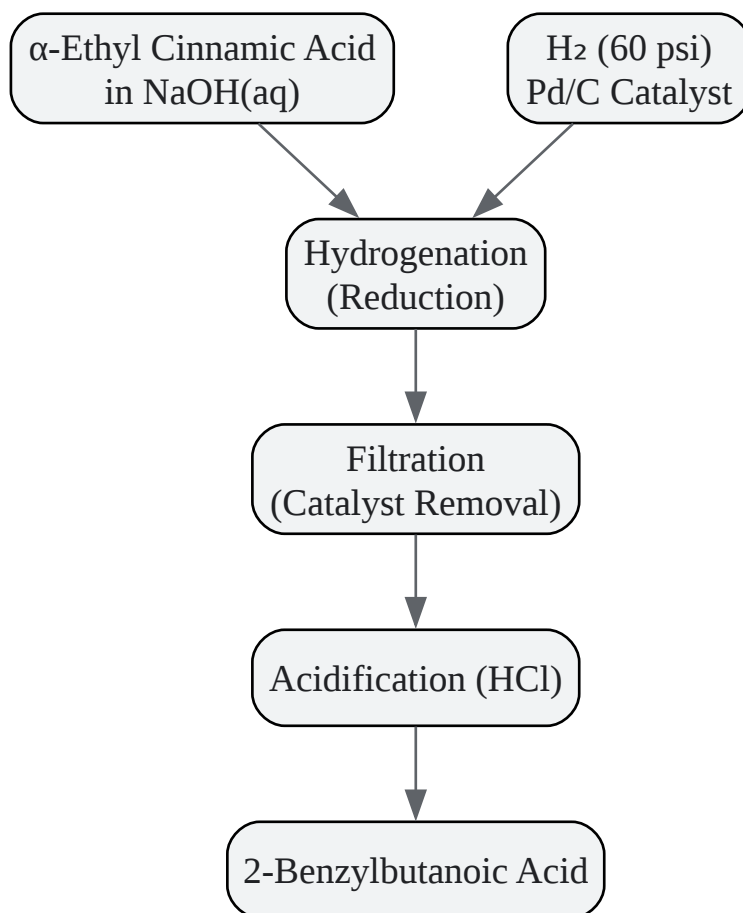 α-Ethyl Cinnamic Acid
in NaOH(aq)
H₂ (60 psi)
Pd/C Catalyst
Hydrogenation
(Reduction)
Filtration
(Catalyst Removal)
Acidification (HCl)
2-Benzylbutanoic Acid